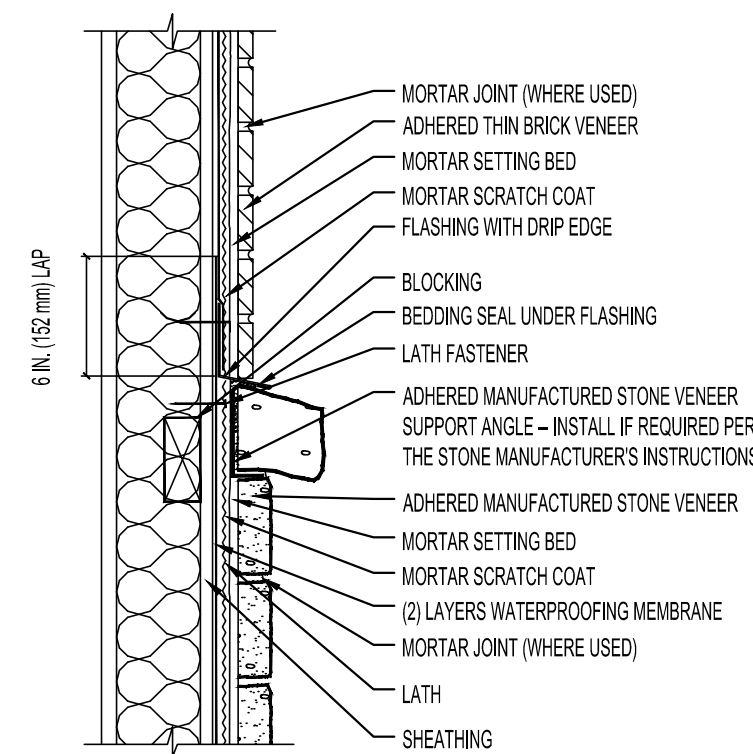 MORTAR JOINT (WHERE USED)
ADHERED THIN BRICK VENEER
MORTAR SETTING BED
MORTAR SCRATCH COAT
FLASHING WITH DRIP EDGE
6 IN. (152 mm) LAP
BLOCKING
BEDDING SEAL UNDER FLASHING
LATH FASTENER
ADHERED MANUFACTURED STONE VENEER
SUPPORT ANGLE – INSTALL IF REQUIRED PER
THE STONE MANUFACTURER'S INSTRUCTIONS
ADHERED MANUFACTURED STONE VENEER
MORTAR SETTING BED
MORTAR SCRATCH COAT
(2) LAYERS WATERPROOFING MEMBRANE
MORTAR JOINT (WHERE USED)
LATH
SHEATHING